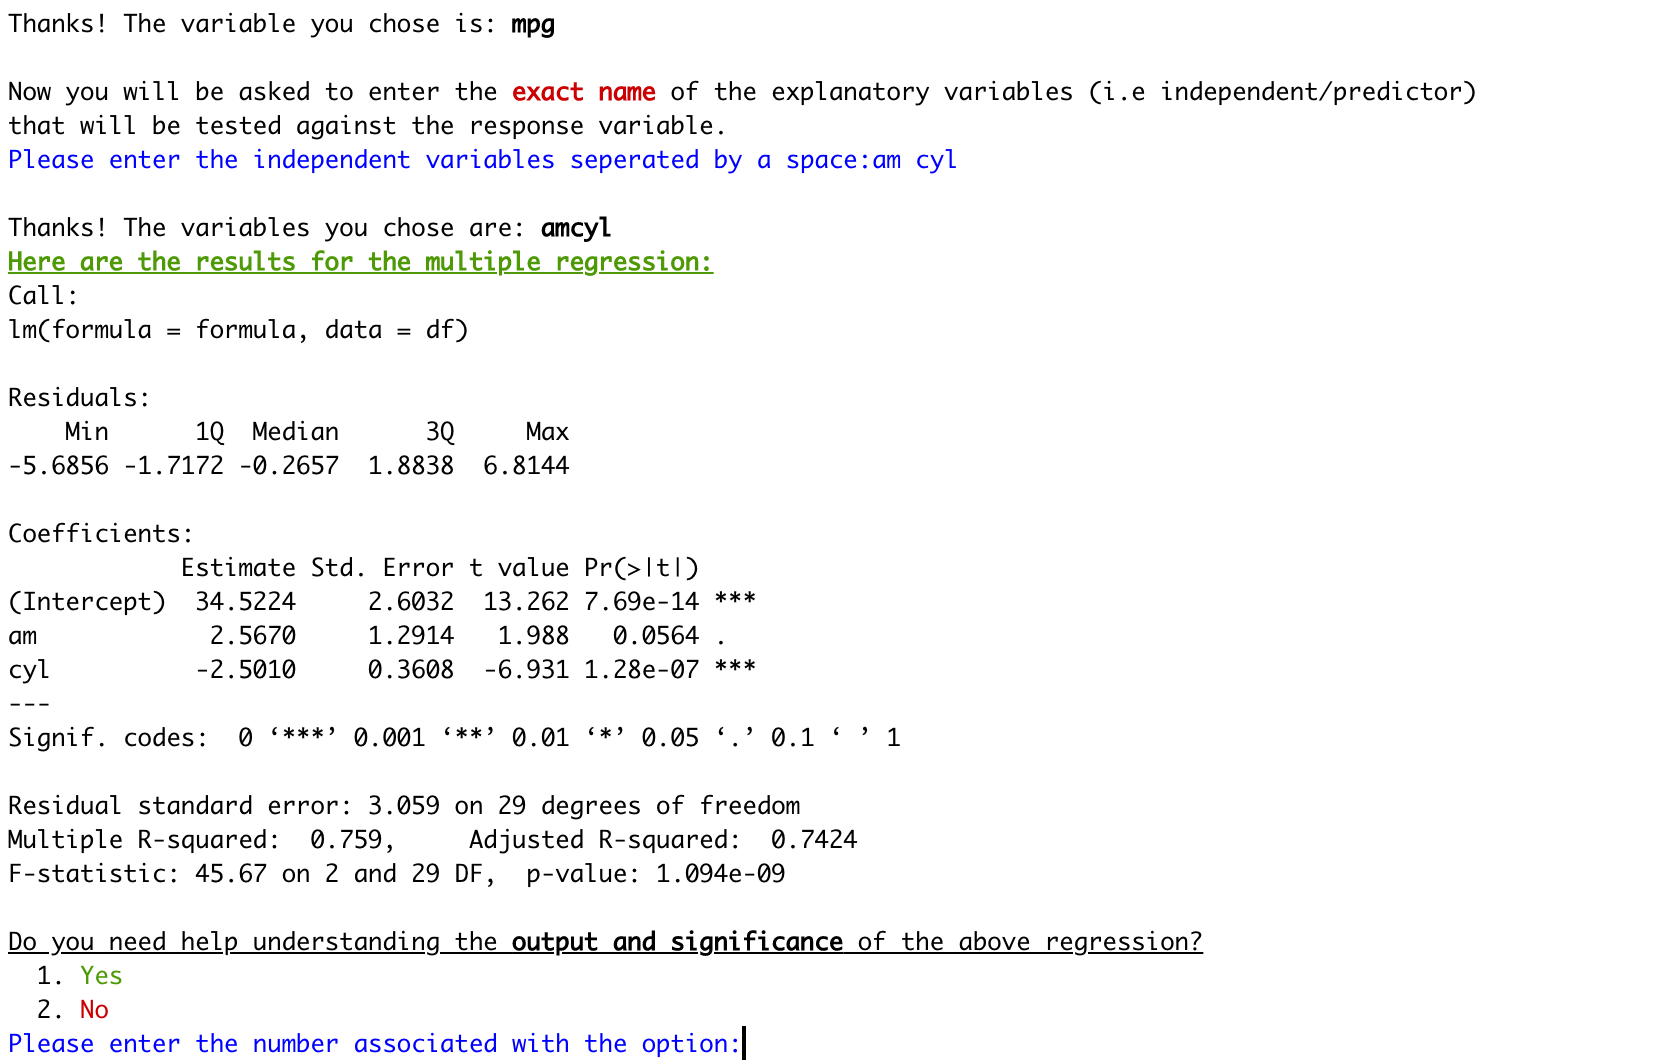 Thanks! The variable you chose is: mpg
Now you will be asked to enter the exact name of the explanatory variables (i.e independent/predictor)
that will be tested against the response variable.
Please enter the independent variables seperated by a space:am cyl
Thanks! The variables you chose are: amcyl
Here are the results for the multiple regression:
Call:
lm(formula = formula, data = df)
Residuals:
    Min      1Q  Median      3Q     Max
-5.6856 -1.7172 -0.2657  1.8838  6.8144
Coefficients:
            Estimate Std. Error t value Pr(>|t|)
(Intercept)  34.5224     2.6032  13.262 7.69e-14 ***
am            2.5670     1.2914   1.988   0.0564 .
cyl          -2.5010     0.3608  -6.931 1.28e-07 ***
---
Signif. codes:  0 ‘***’ 0.001 ‘**’ 0.01 ‘*’ 0.05 ‘.’ 0.1 ‘ ’ 1
Residual standard error: 3.059 on 29 degrees of freedom
Multiple R-squared:  0.759,     Adjusted R-squared:  0.7424
F-statistic: 45.67 on 2 and 29 DF,  p-value: 1.094e-09
Do you need help understanding the output and significance of the above regression?
  1. Yes
  2. No
Please enter the number associated with the option: